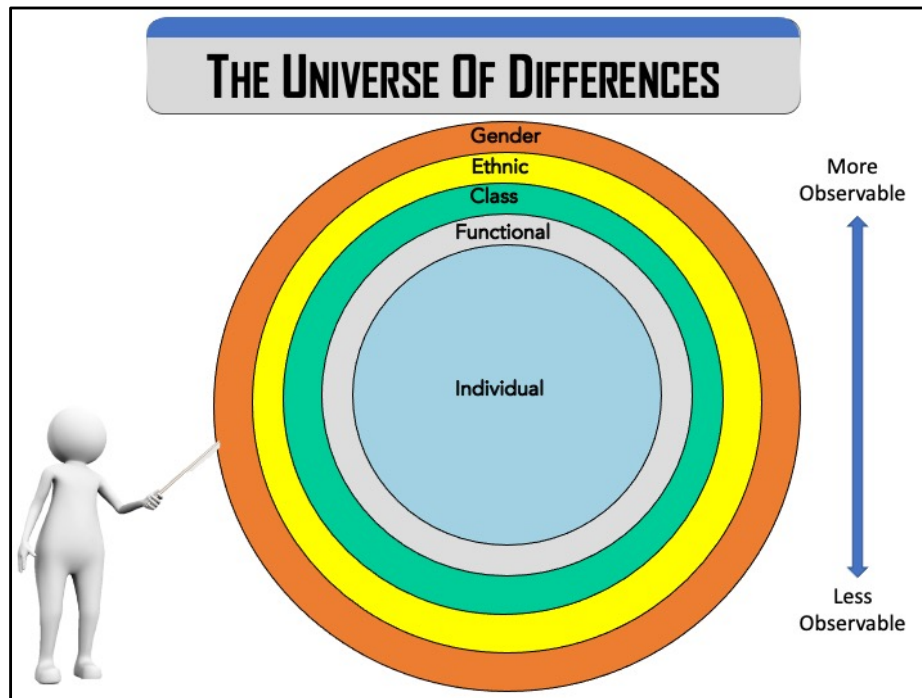 THE UNIVERSE OF DIFFERENCES
Gender
Ethnic
Class
Functional
Individual
More
Observable
Less
Observable